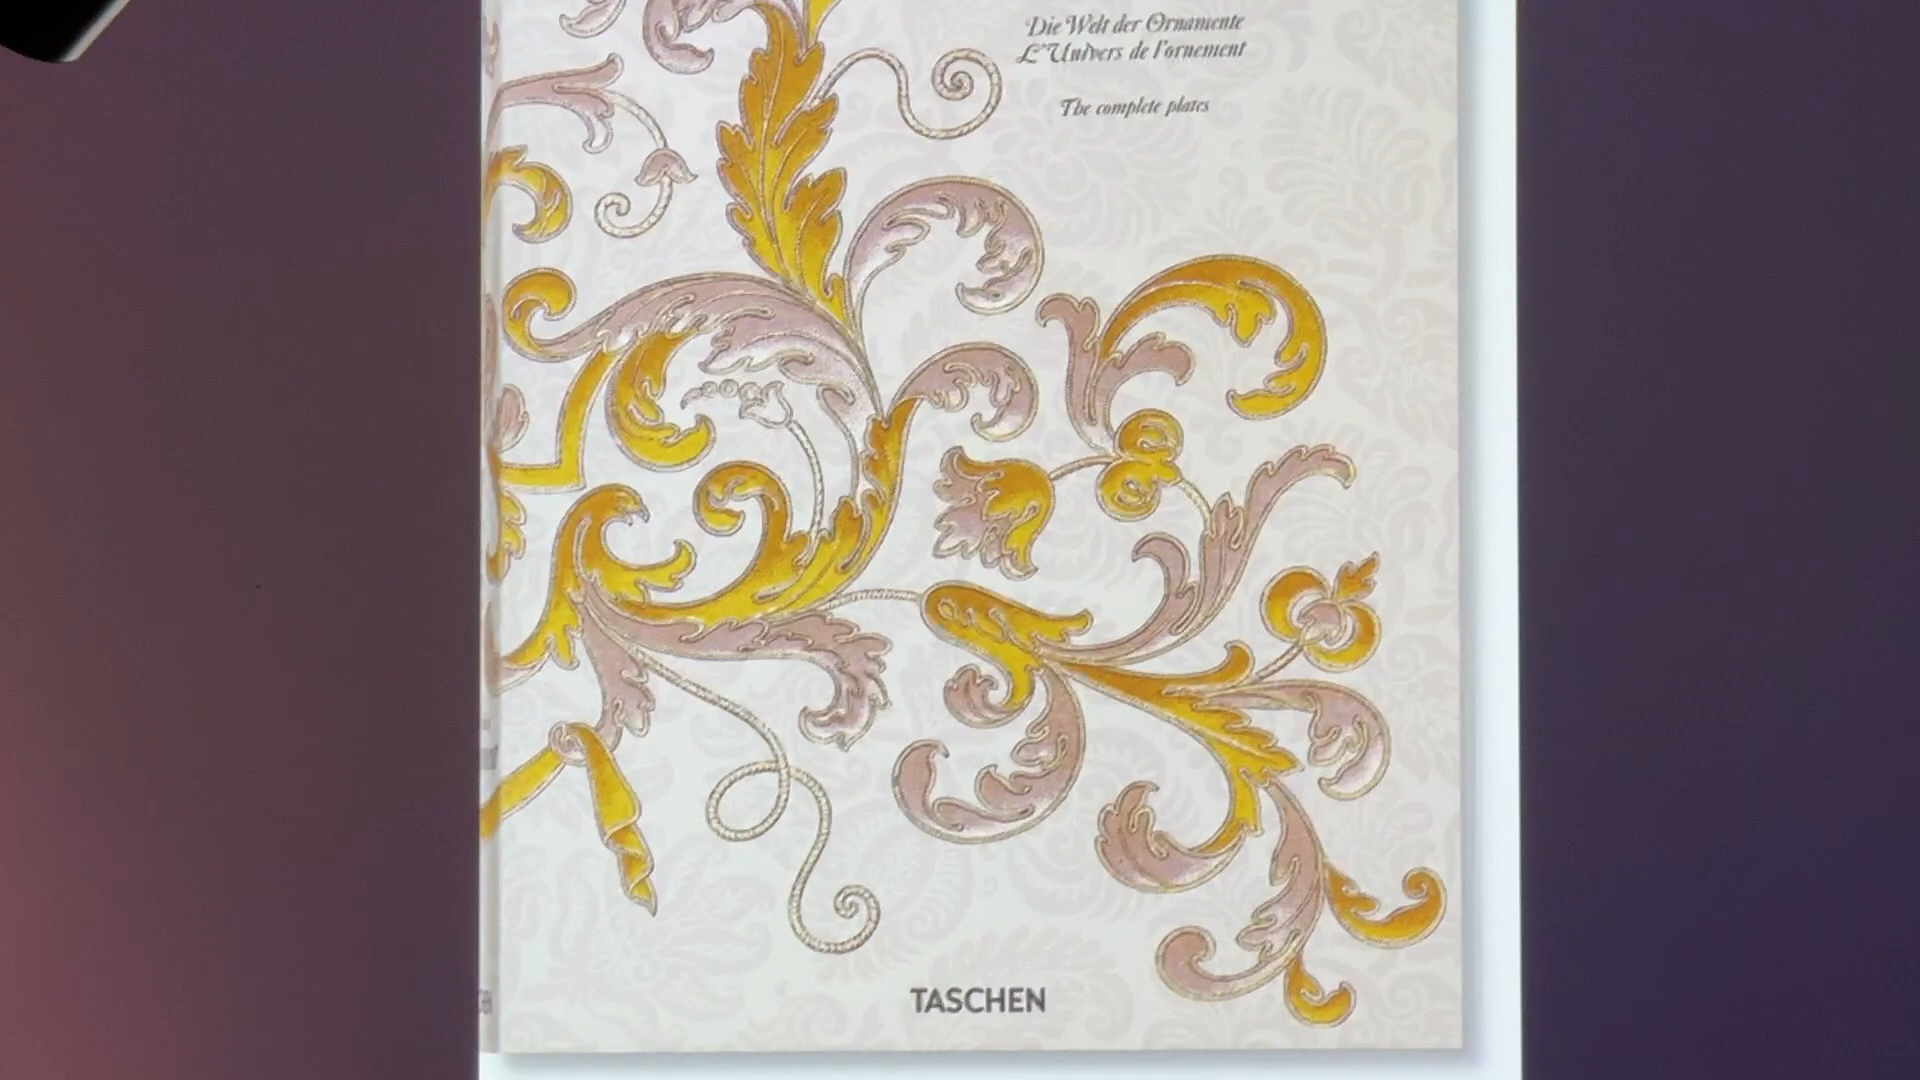 Die Welt der Ornamente
L'Univers de l'ornement
The complete plates
TASCHEN